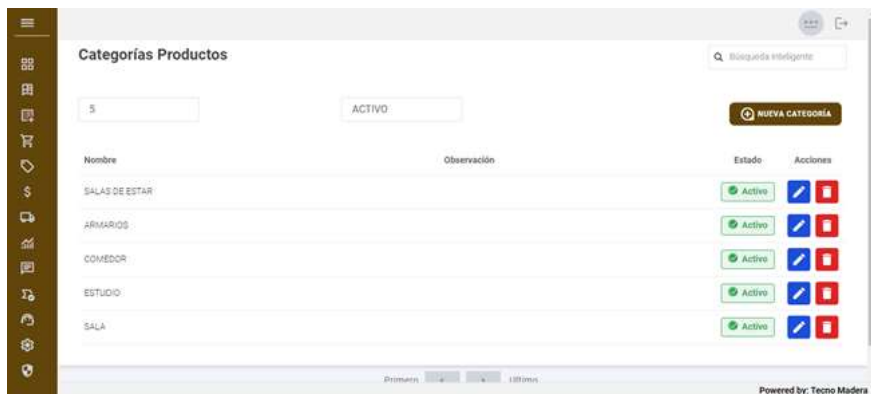 Categorías Productos
Búsqueda Inteligente
5
ACTIVO
NUEVA CATEGORÍA
Nombre Observación Estado Acciones
SALAS DE ESTAR Activo
ARMARIOS Activo
COMEDOR Activo
ESTUDIO Activo
SALA Activo
Primero Ultimo
Powered by: Tecno Madera